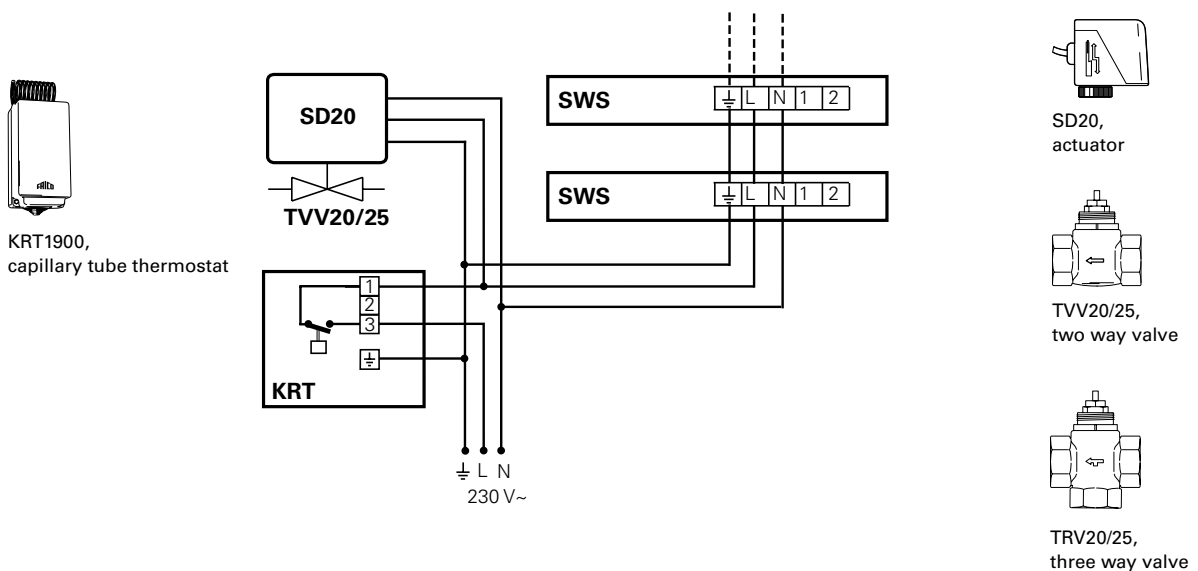 FRICO
KRT1900,
capillary tube thermostat
SD20
TVV20/25
SWS
L N 1 2
SWS
L N 1 2
1
2
3
KRT
L N
230 V~
SD20,
actuator
TVV20/25,
two way valve
TRV20/25,
three way valve